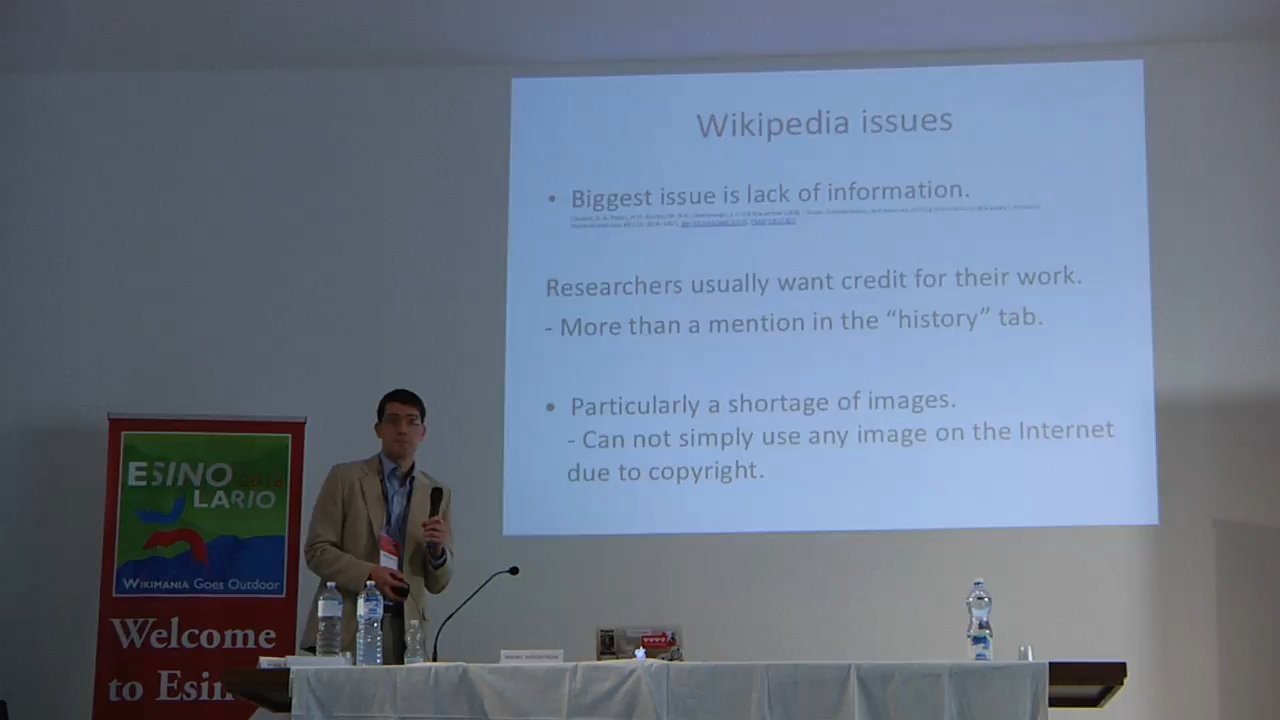 Wikipedia issues
• Biggest issue is lack of information.
Researchers usually want credit for their work.
- More than a mention in the “history” tab.
• Particularly a shortage of images.
- Can not simply use any image on the Internet
due to copyright.
ESINO 2016
LARIO
WIKIMANIA Goes Outdoor
Welcome
to Esin